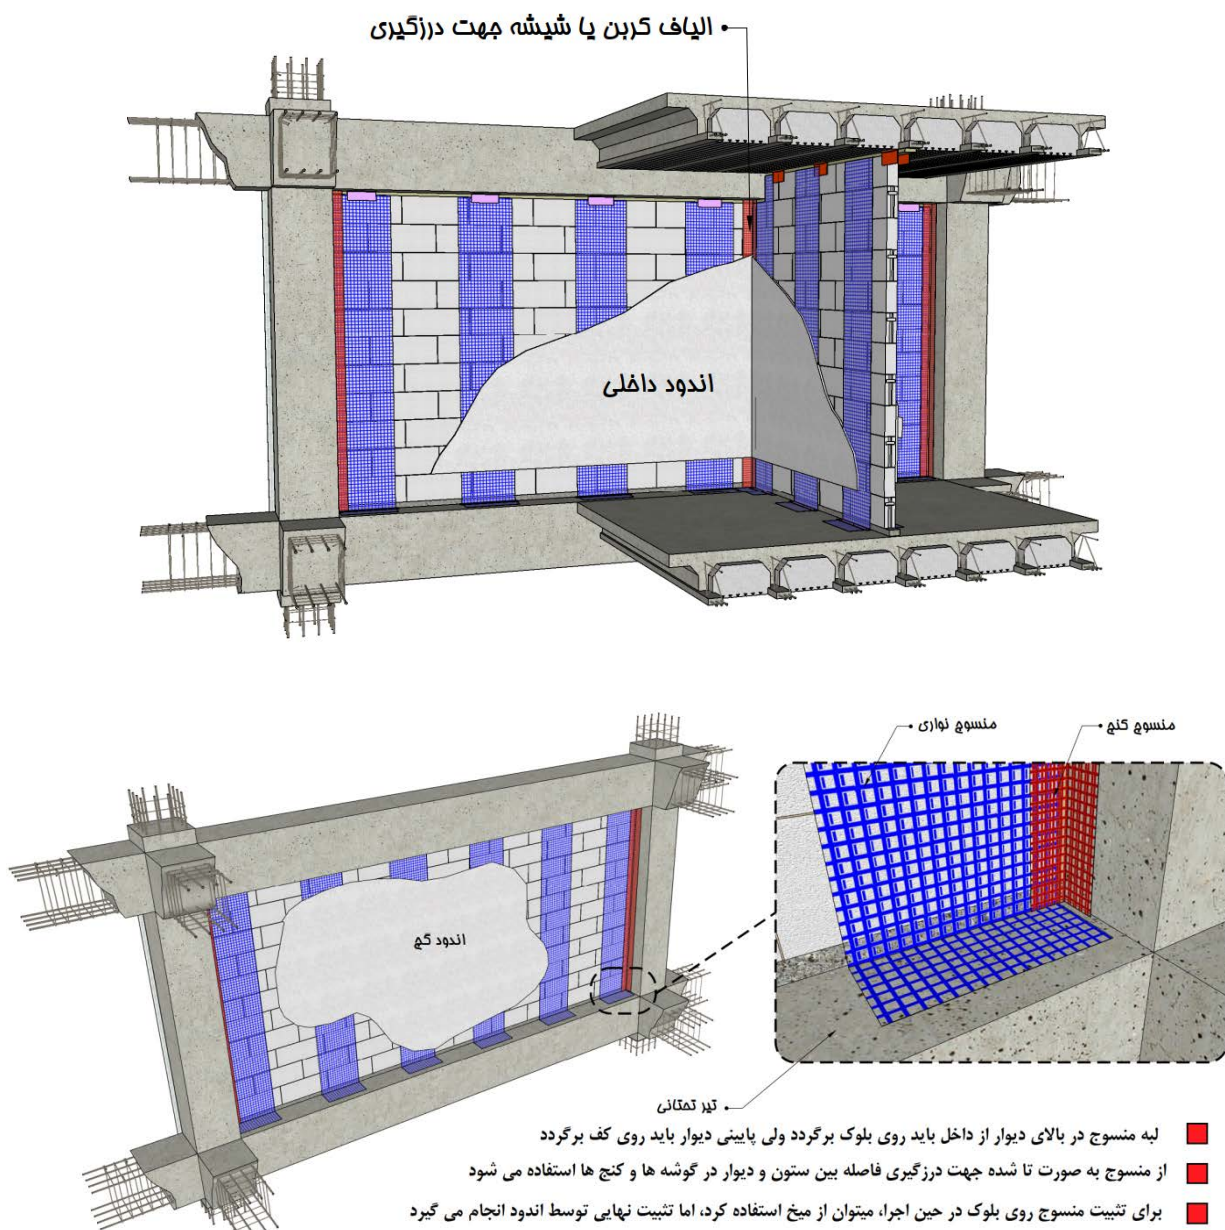 الیاف کربن یا شیشه جهت درزگیری
اندود داخلی
منسوج نواری
منسوج کنج
اندود گچ
تیر تحتانی
لبه منسوج در بالای دیوار از داخل باید روی بلوک برگردد ولی پایینی دیوار باید روی کف برگردد
از منسوج به صورت تا شده جهت درزگیری فاصله بین ستون و دیوار در گوشه ها و کنج ها استفاده می شود
برای تثبیت منسوج روی بلوک در حین اجرا، میتوان از میخ استفاده کرد، اما تثبیت نهایی توسط اندود انجام می گیرد